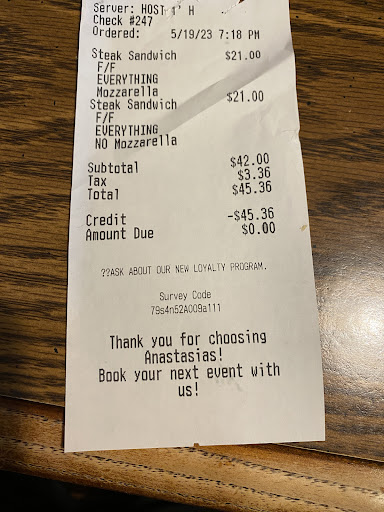 Server: HOST 1' H
Check #247
Ordered: 5/19/23 7:18 PM
Steak Sandwich $21.00
F/F
EVERYTHING
Mozzarella
Steak Sandwich $21.00
F/F
EVERYTHING
NO Mozzarella
Subtotal $42.00
Tax $3.36
Total $45.36
Credit -$45.36
Amount Due $0.00
??ASK ABOUT OUR NEW LOYALTY PROGRAM.
Survey Code
79s4n52A009a111
Thank you for choosing
Anastasias!
Book your next event with
us!